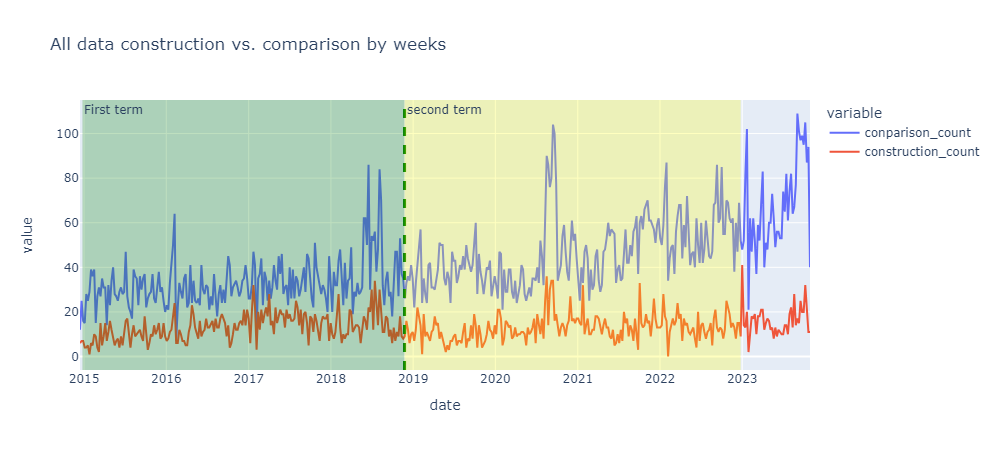 All data construction vs. comparison by weeks
First term
second term
variable
conparison_count
construction_count
value
100
80
60
40
20
0
2015
2016
2017
2018
2019
2020
2021
2022
2023
date